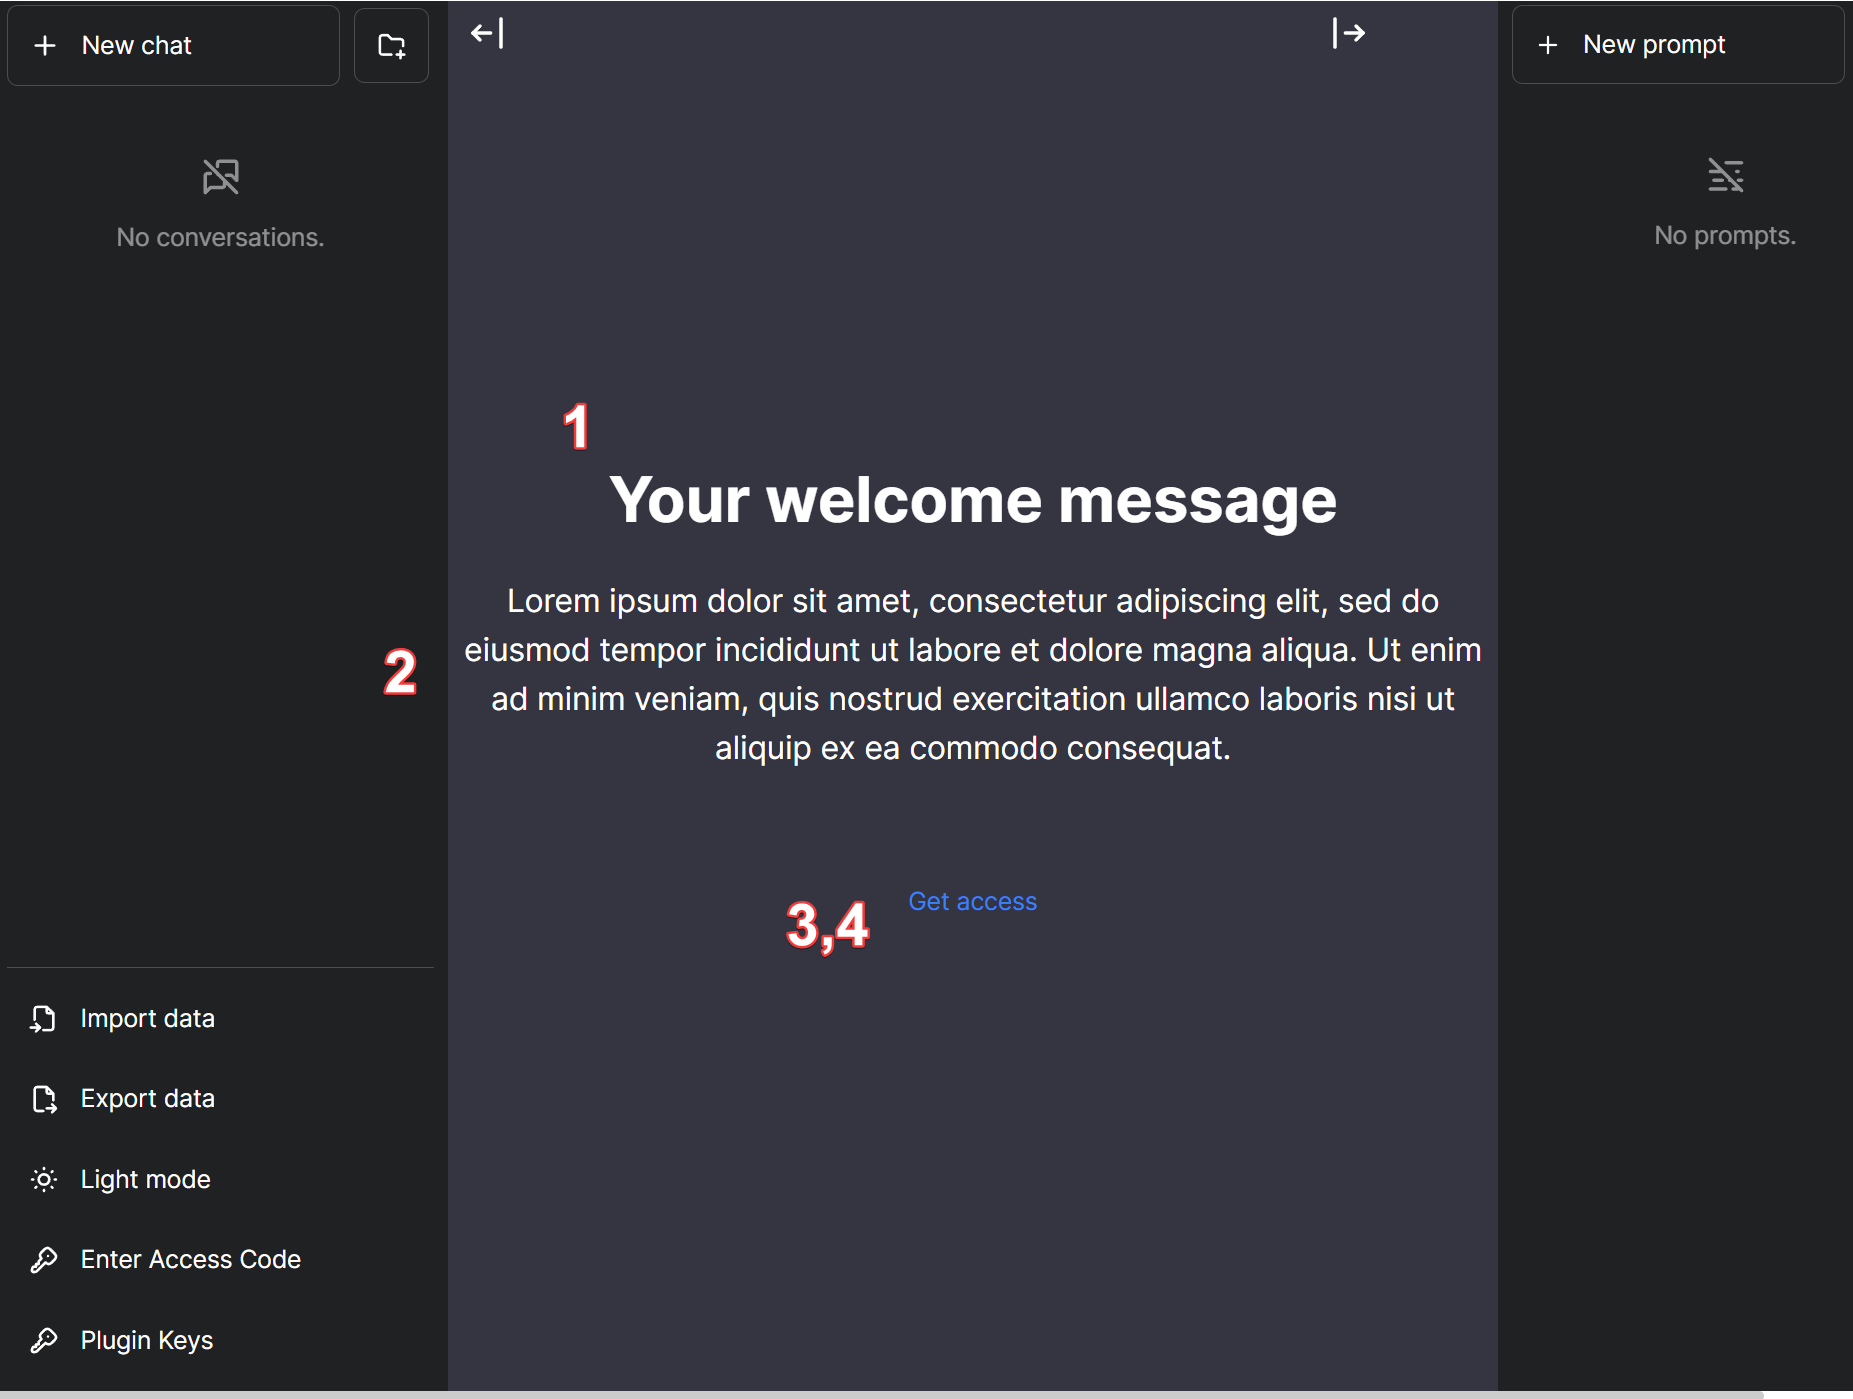 New chat
No conversations.
1
Your welcome message
2
Lorem ipsum dolor sit amet, consectetur adipiscing elit, sed do
eiusmod tempor incididunt ut labore et dolore magna aliqua. Ut enim
ad minim veniam, quis nostrud exercitation ullamco laboris nisi ut
aliquip ex ea commodo consequat.
3,4
Get access
Import data
Export data
Light mode
Enter Access Code
Plugin Keys
New prompt
No prompts.